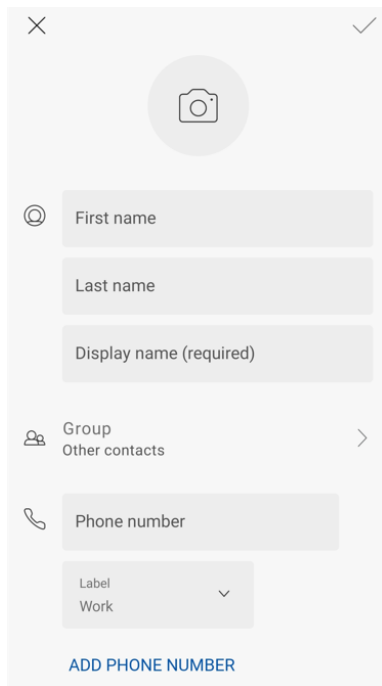 First name
Last name
Display name (required)
Group
Other contacts
Phone number
Label
Work
ADD PHONE NUMBER